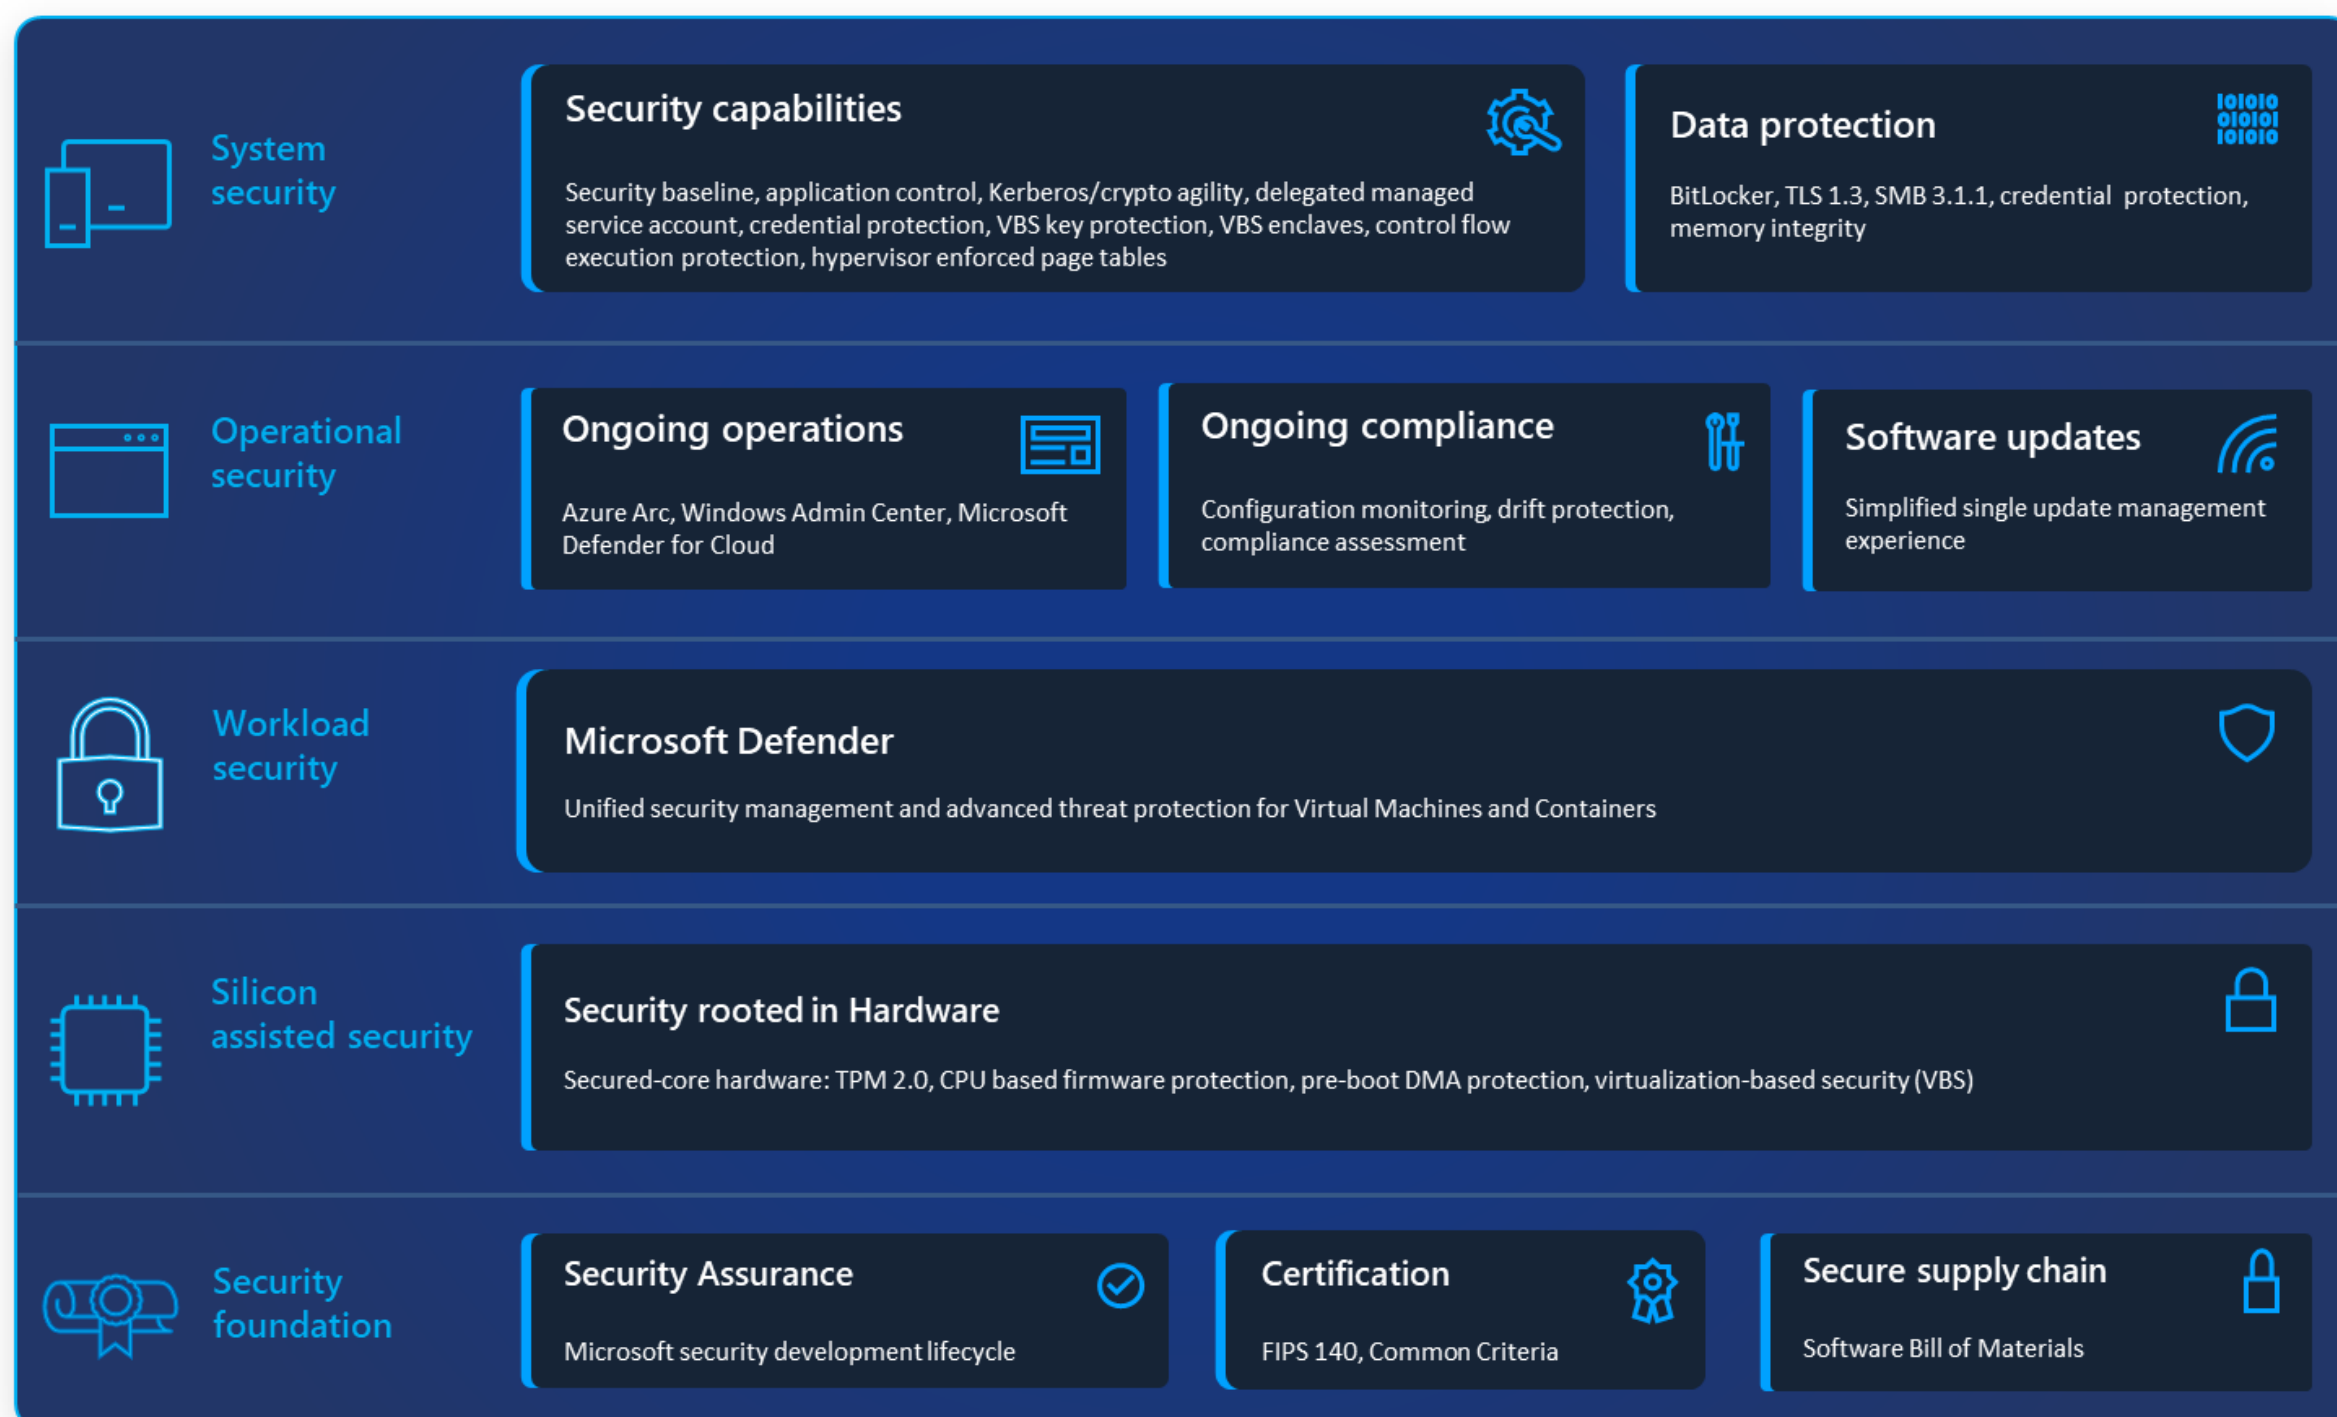 System
security
Security capabilities
Security baseline, application control, Kerberos/crypto agility, delegated managed
service account, credential protection, VBS key protection, VBS enclaves, control flow
execution protection, hypervisor enforced page tables
Data protection
101010
010101
101010
BitLocker, TLS 1.3, SMB 3.1.1, credential protection,
memory integrity
Operational
security
Ongoing operations
Azure Arc, Windows Admin Center, Microsoft
Defender for Cloud
Ongoing compliance
Configuration monitoring, drift protection,
compliance assessment
Software updates
Simplified single update management
experience
Workload
security
Microsoft Defender
Unified security management and advanced threat protection for Virtual Machines and Containers
Silicon
assisted security
Security rooted in Hardware
Secured-core hardware: TPM 2.0, CPU based firmware protection, pre-boot DMA protection, virtualization-based security (VBS)
Security
foundation
Security Assurance
Microsoft security development lifecycle
Certification
FIPS 140, Common Criteria
Secure supply chain
Software Bill of Materials